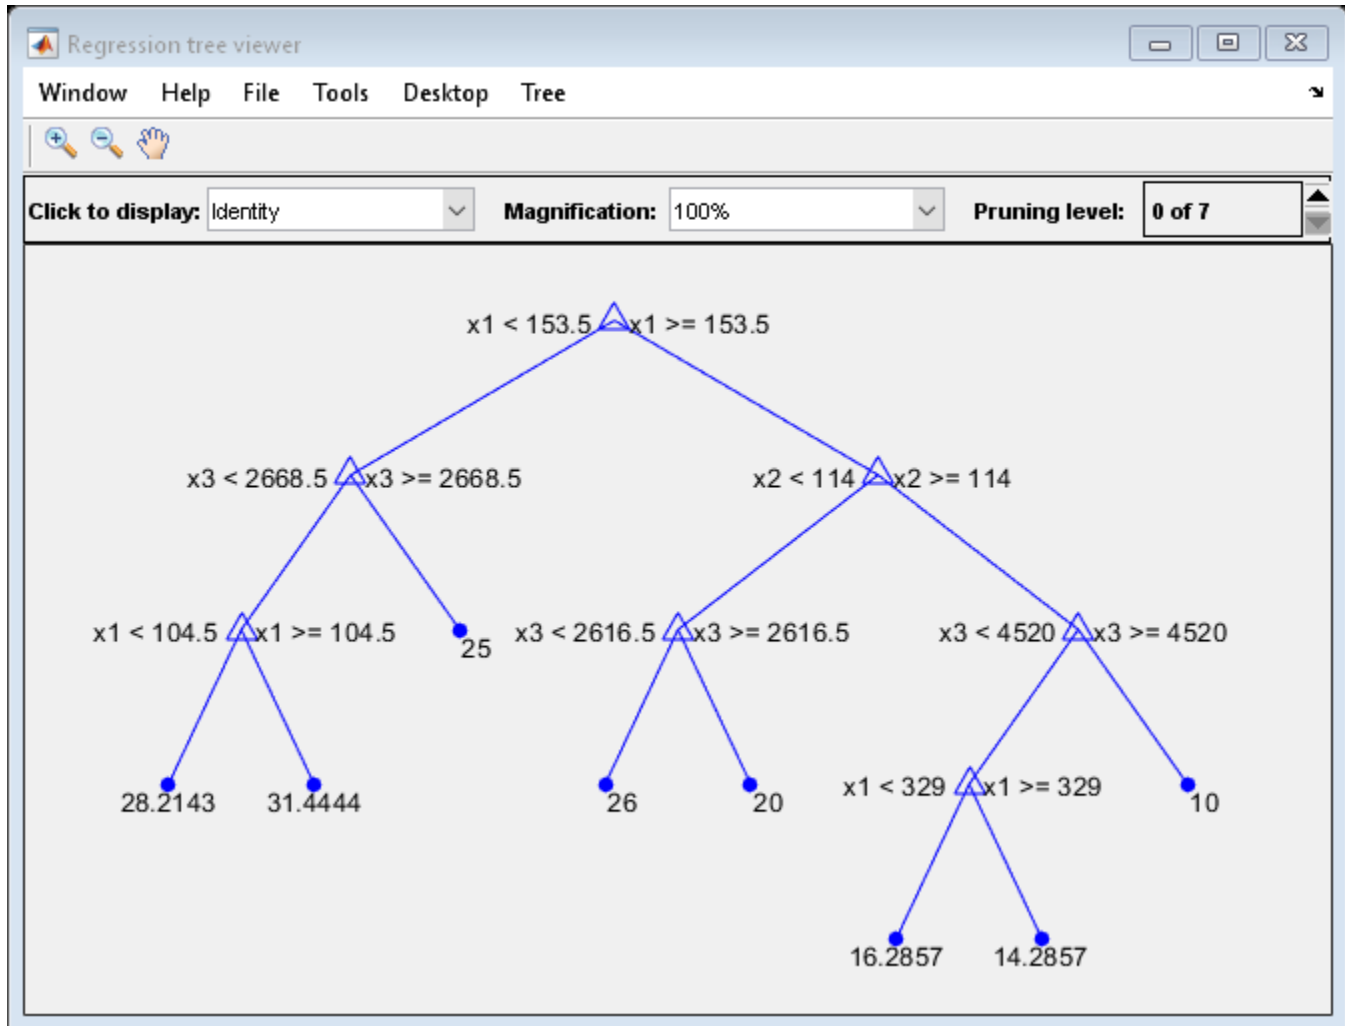 Regression tree viewer
Window Help File Tools Desktop Tree
Click to display: Identity Magnification: 100% Pruning level: 0 of 7
x1 < 153.5 x1 >= 153.5
x3 < 2668.5 x3 >= 2668.5 x2 < 114 x2 >= 114
x1 < 104.5 x1 >= 104.5 25 x3 < 2616.5 x3 >= 2616.5 x3 < 4520 x3 >= 4520
28.2143 31.4444 26 20 x1 < 329 x1 >= 329 10
16.2857 14.2857